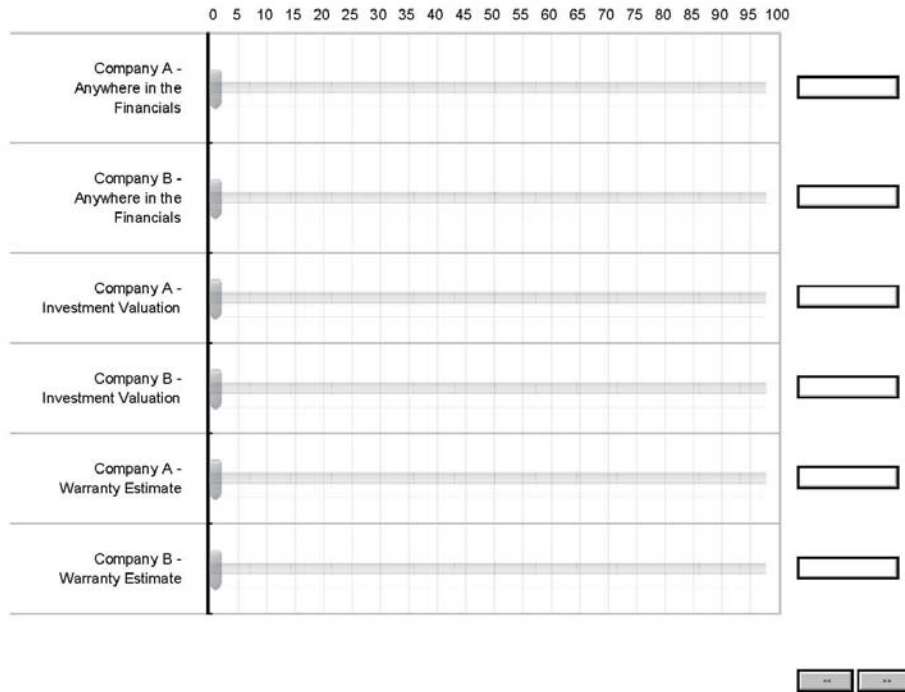 0 5 10 15 20 25 30 35 40 45 50 55 60 65 70 75 80 85 90 95 100
Company A -
Anywhere in the
Financials
Company B -
Anywhere in the
Financials
Company A -
Investment Valuation
Company B -
Investment Valuation
Company A -
Warranty Estimate
Company B -
Warranty Estimate
<< >>